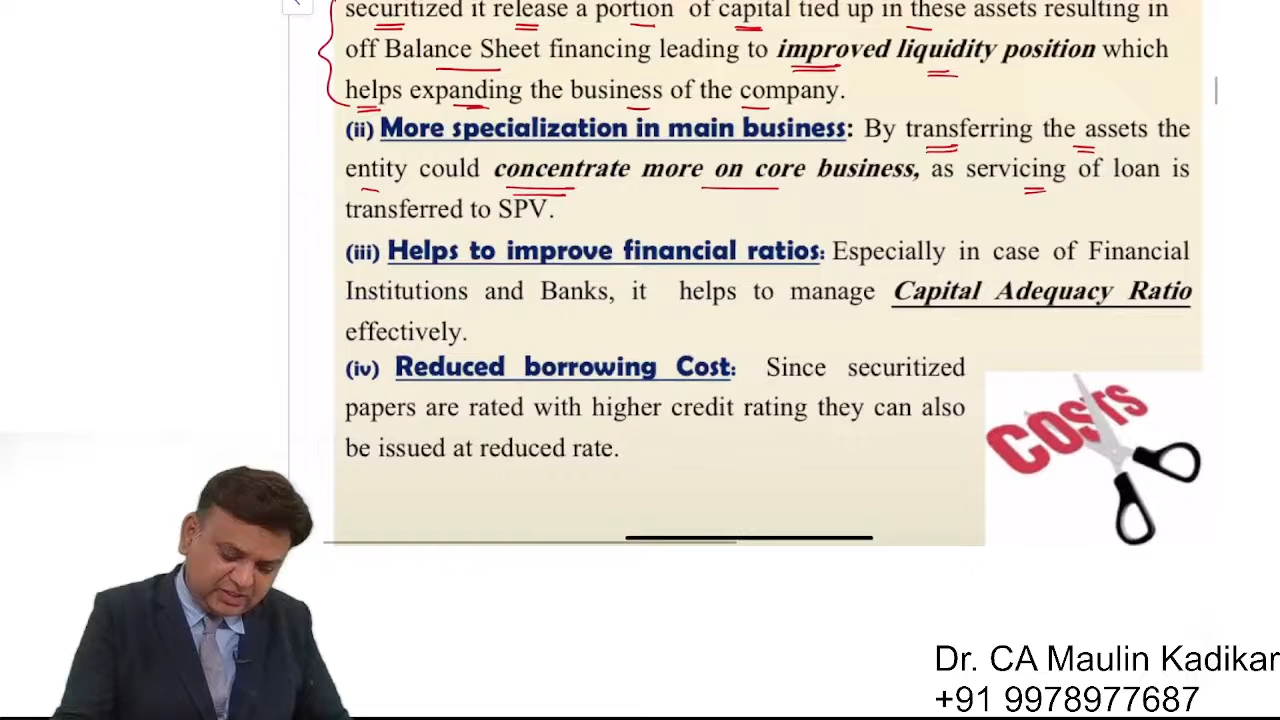 securitized it release a portion of capital tied up in these assets resulting in
off Balance Sheet financing leading to improved liquidity position which
helps expanding the business of the company.
(ii) More specialization in main business: By transferring the assets the
entity could concentrate more on core business, as servicing of loan is
transferred to SPV.
(iii) Helps to improve financial ratios: Especially in case of Financial
Institutions and Banks, it helps to manage Capital Adequacy Ratio
effectively.
(iv) Reduced borrowing Cost: Since securitized
papers are rated with higher credit rating they can also
be issued at reduced rate.
COSTS
Dr. CA Maulin Kadikar
+91 9978977687